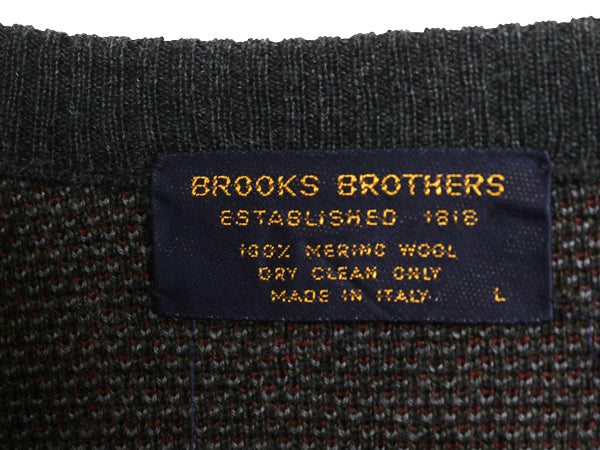 BROOKS BROTHERS
ESTABLISHED 1818
100% MERINO WOOL
DRY CLEAN ONLY
MADE IN ITALY L